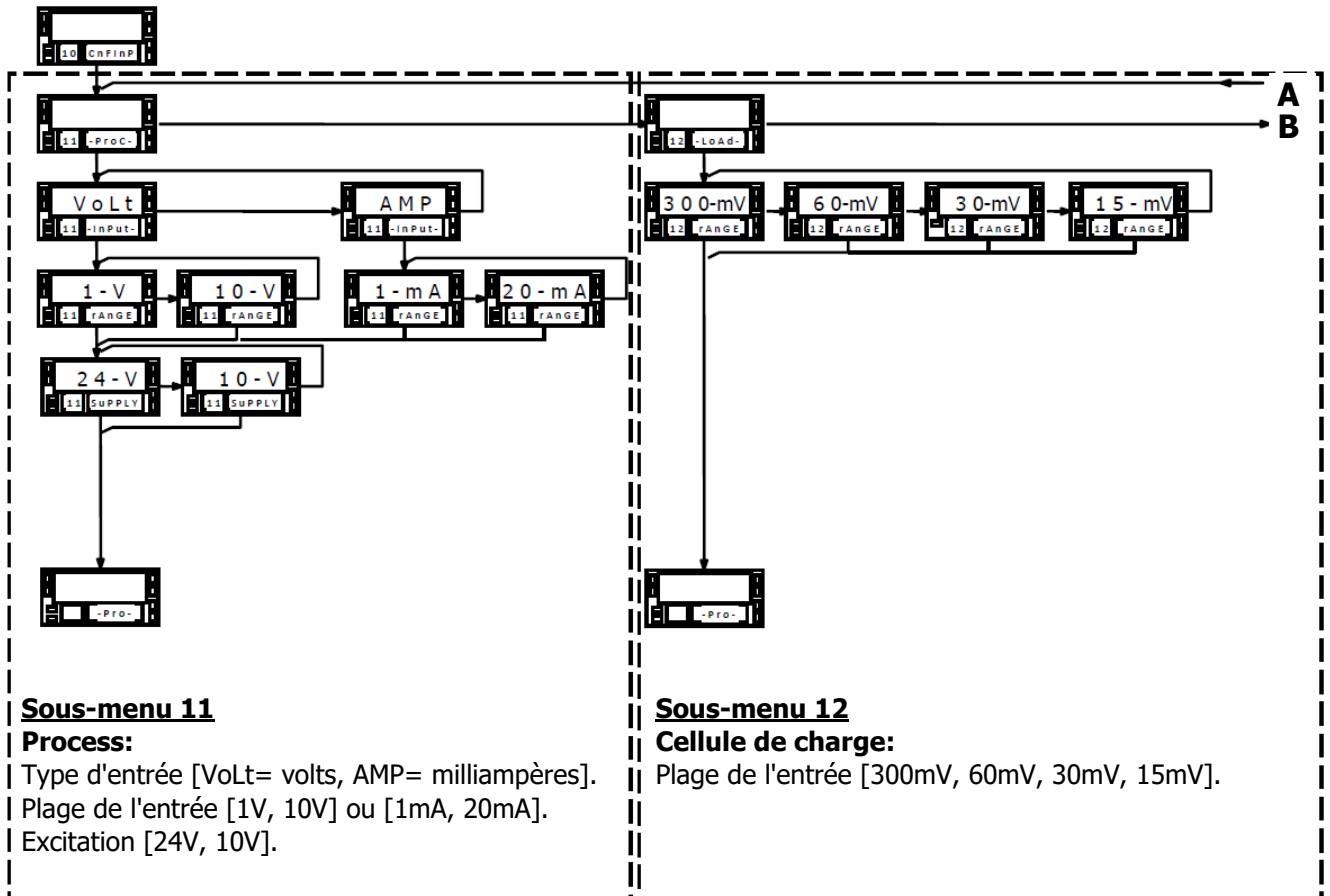 10 CnFInP
A
11 -ProC-
12 -LoAd-
B
VoLt
11 -InPut-
AMP
11 -InPut-
300-mV
12 rAnGE
60-mV
12 rAnGE
30-mV
12 rAnGE
15-mV
12 rAnGE
1-V
11 rAnGE
10-V
11 rAnGE
1-mA
11 rAnGE
20-mA
11 rAnGE
24-V
11 SuPPLY
10-V
11 SuPPLY
-Pro-
-Pro-
Sous-menu 11
Process:
Type d'entrée [VoLt= volts, AMP= milliampères].
Plage de l'entrée [1V, 10V] ou [1mA, 20mA].
Excitation [24V, 10V].
Sous-menu 12
Cellule de charge:
Plage de l'entrée [300mV, 60mV, 30mV, 15mV].